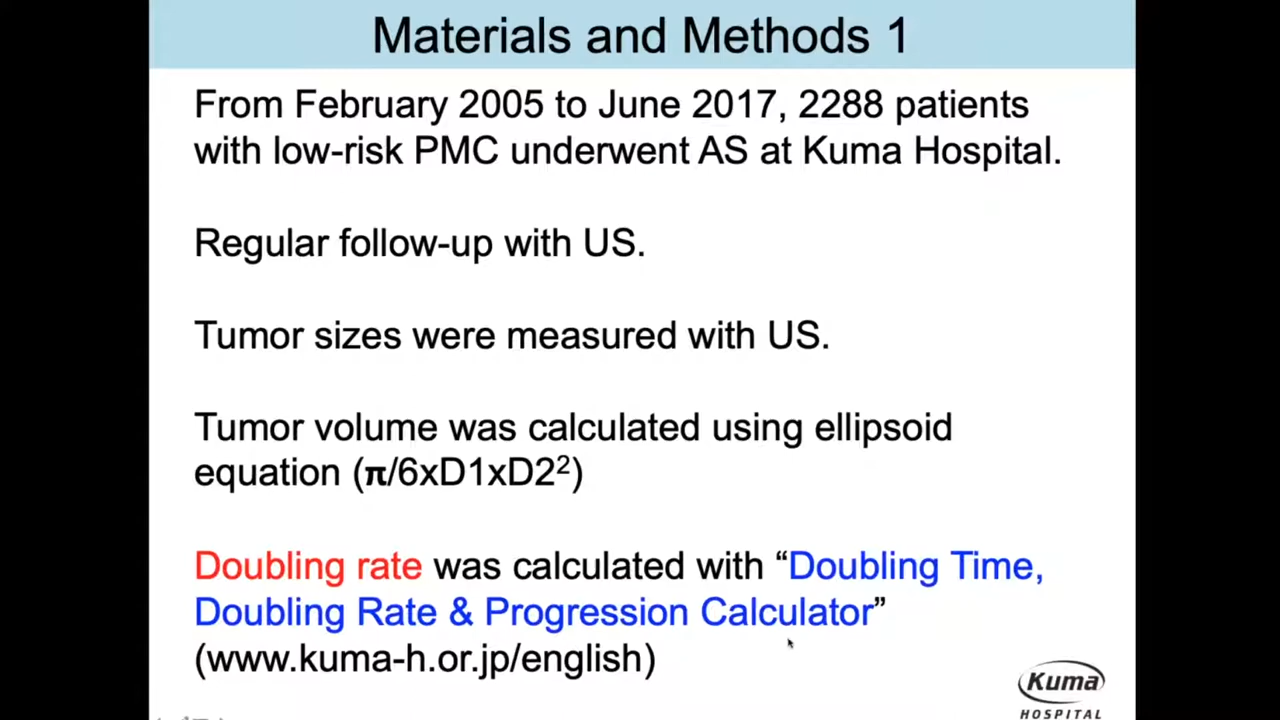 Materials and Methods 1
From February 2005 to June 2017, 2288 patients
with low-risk PMC underwent AS at Kuma Hospital.
Regular follow-up with US.
Tumor sizes were measured with US.
Tumor volume was calculated using ellipsoid
equation (π/6xD1xD2²)
Doubling rate was calculated with “Doubling Time,
Doubling Rate & Progression Calculator”
(www.kuma-h.or.jp/english)
Kuma
HOSPITAL